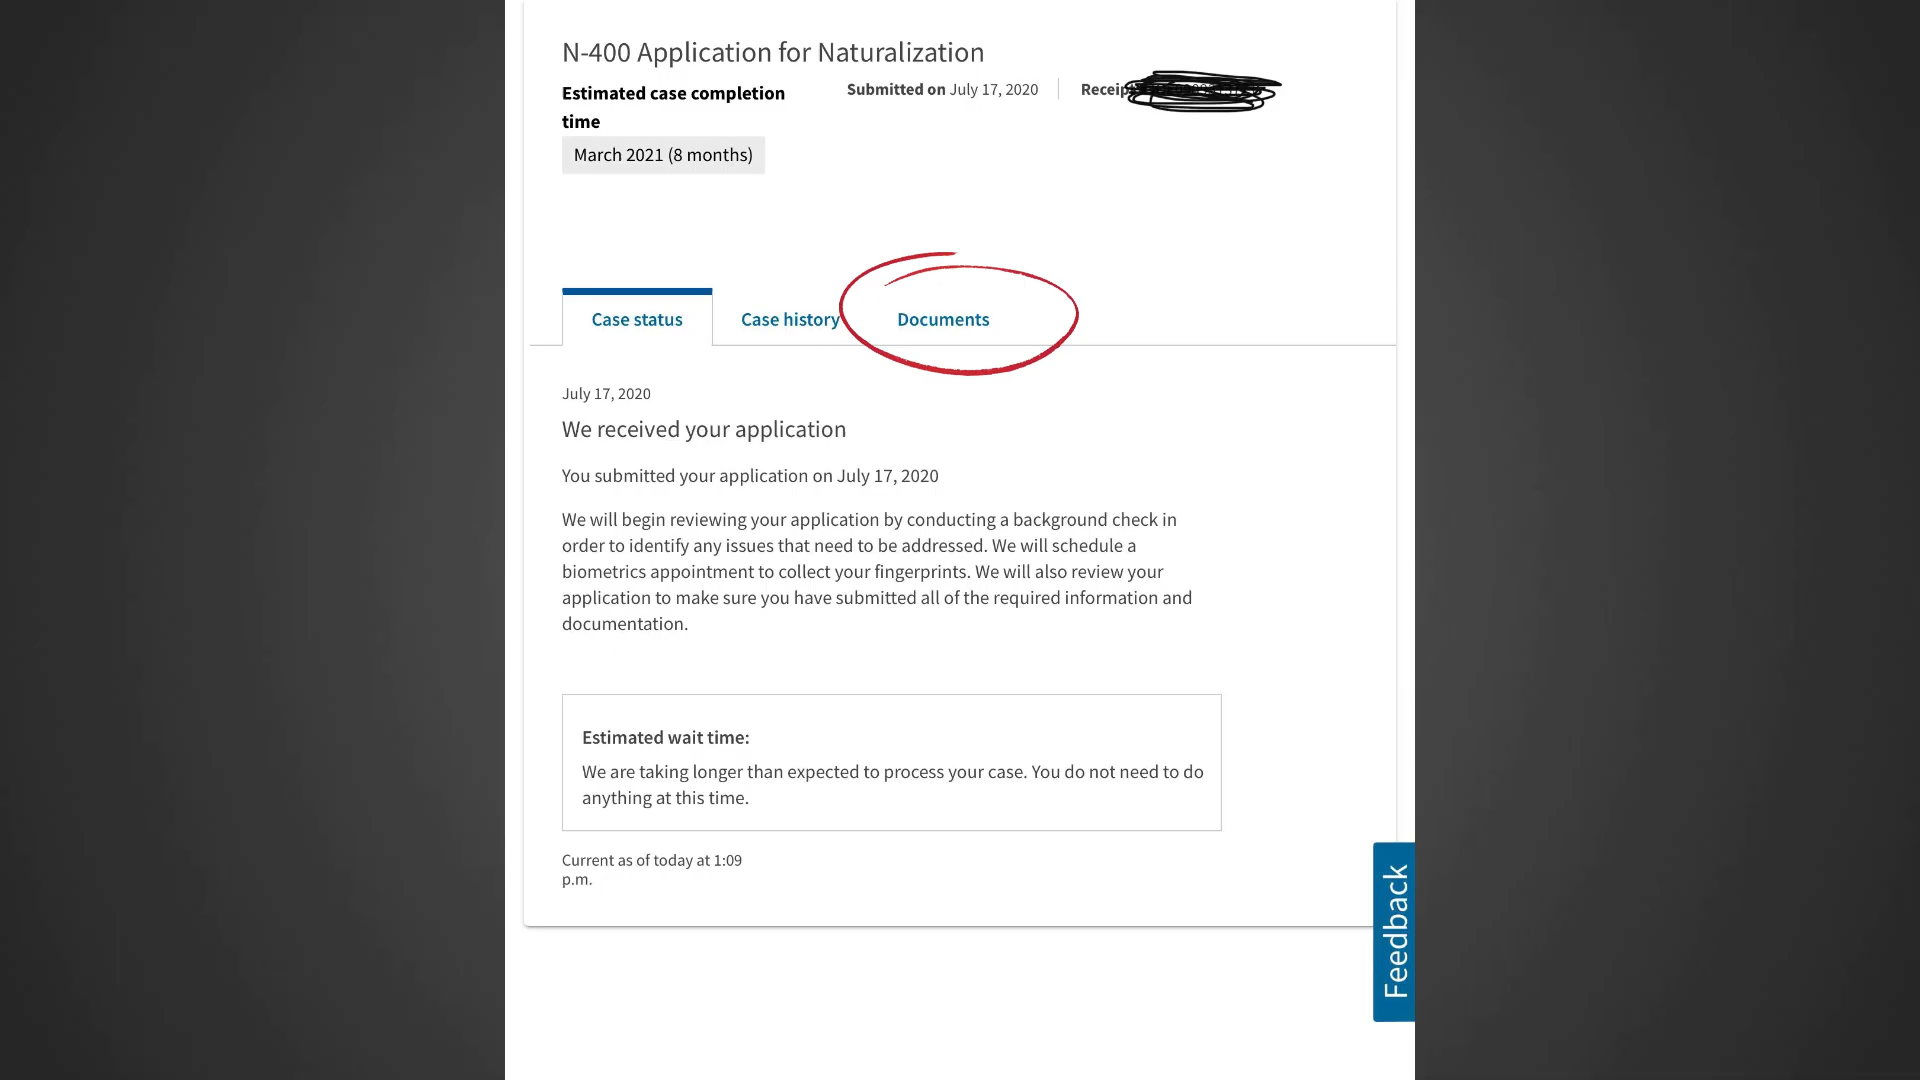 N-400 Application for Naturalization
Estimated case completion
time
March 2021 (8 months)
Submitted on July 17, 2020
Case status
Case history
Documents
July 17, 2020
We received your application
You submitted your application on July 17, 2020
We will begin reviewing your application by conducting a background check in
order to identify any issues that need to be addressed. We will schedule a
biometrics appointment to collect your fingerprints. We will also review your
application to make sure you have submitted all of the required information and
documentation.
Estimated wait time:
We are taking longer than expected to process your case. You do not need to do
anything at this time.
Current as of today at 1:09
p.m.
Feedback